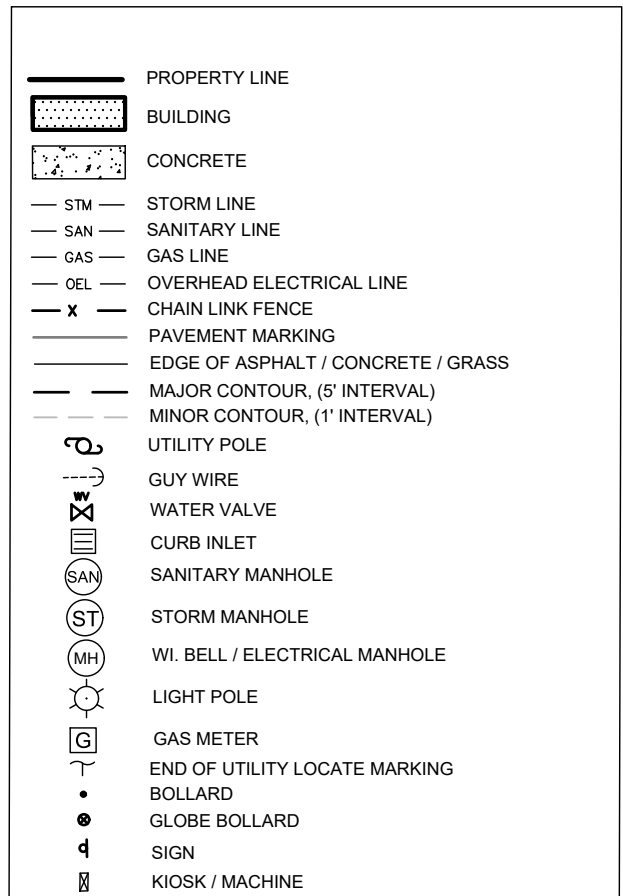 PROPERTY LINE
BUILDING
CONCRETE
STM STORM LINE
SAN SANITARY LINE
GAS GAS LINE
OEL OVERHEAD ELECTRICAL LINE
X CHAIN LINK FENCE
PAVEMENT MARKING
EDGE OF ASPHALT / CONCRETE / GRASS
MAJOR CONTOUR, (5' INTERVAL)
MINOR CONTOUR, (1' INTERVAL)
UTILITY POLE
GUY WIRE
WV WATER VALVE
CURB INLET
SAN SANITARY MANHOLE
ST STORM MANHOLE
MH WI. BELL / ELECTRICAL MANHOLE
LIGHT POLE
G GAS METER
END OF UTILITY LOCATE MARKING
BOLLARD
GLOBE BOLLARD
SIGN
KIOSK / MACHINE